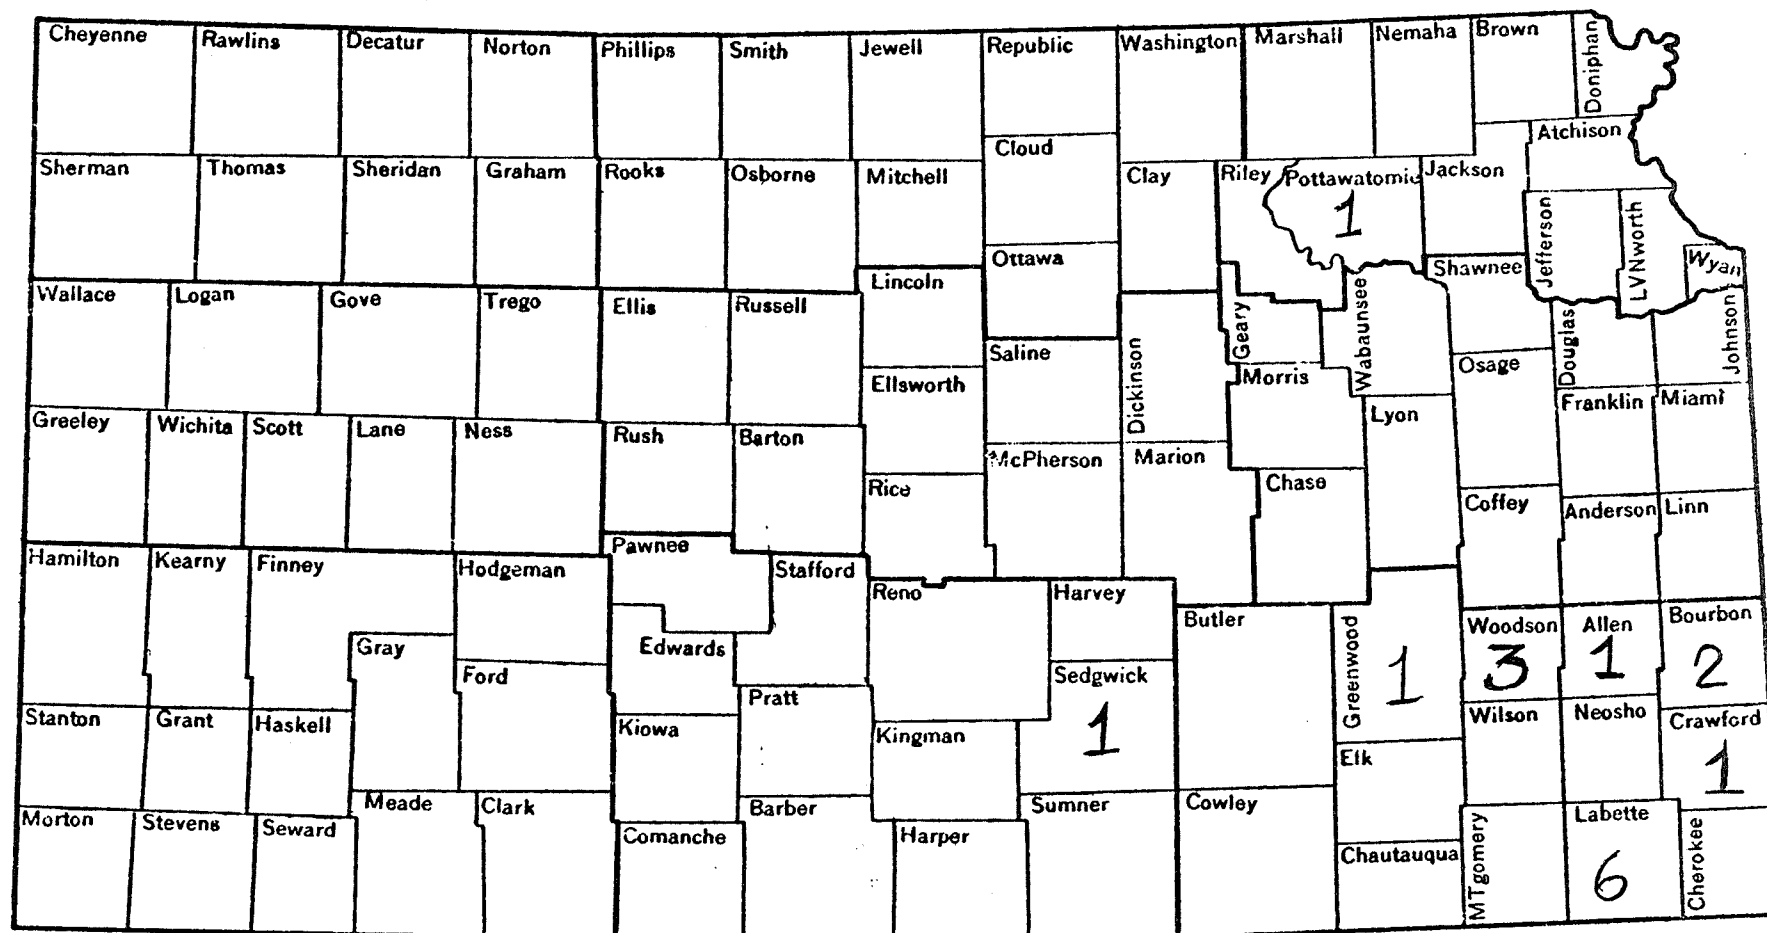 Cheyenne Rawlins Decatur Norton Phillips Smith Jewell Republic Washington Marshall Nemaha Brown Doniphan
Atchison
Cloud
Sherman Thomas Sheridan Graham Rooks Osborne Mitchell Clay Riley Pottawatomie Jackson
1
Jefferson LVNworth
Ottawa Shawnee Wyan
Lincoln
Wallace Logan Gove Trego Ellis Russell
Geary Wabaunsee Douglas Johnson
Saline Dickinson Osage
Ellsworth Morris
Franklin Miami
Greeley Wichita Scott Lane Ness Rush Barton Lyon
McPherson Marion
Rice Chase
Coffey Anderson Linn
Pawnee
Hamilton Kearny Finney Hodgeman Stafford
Reno Harvey
Butler Greenwood Woodson Allen Bourbon
1 3 1 2
Gray Edwards
Ford Sedgwick
1
Pratt
Stanton Grant Haskell Kiowa Kingman Wilson Neosho Crawford
1
Elk
Meade Clark Barber Sumner Cowley Labette
6
Morton Stevens Seward Comanche Harper Chautauqua MTgomery Cherokee